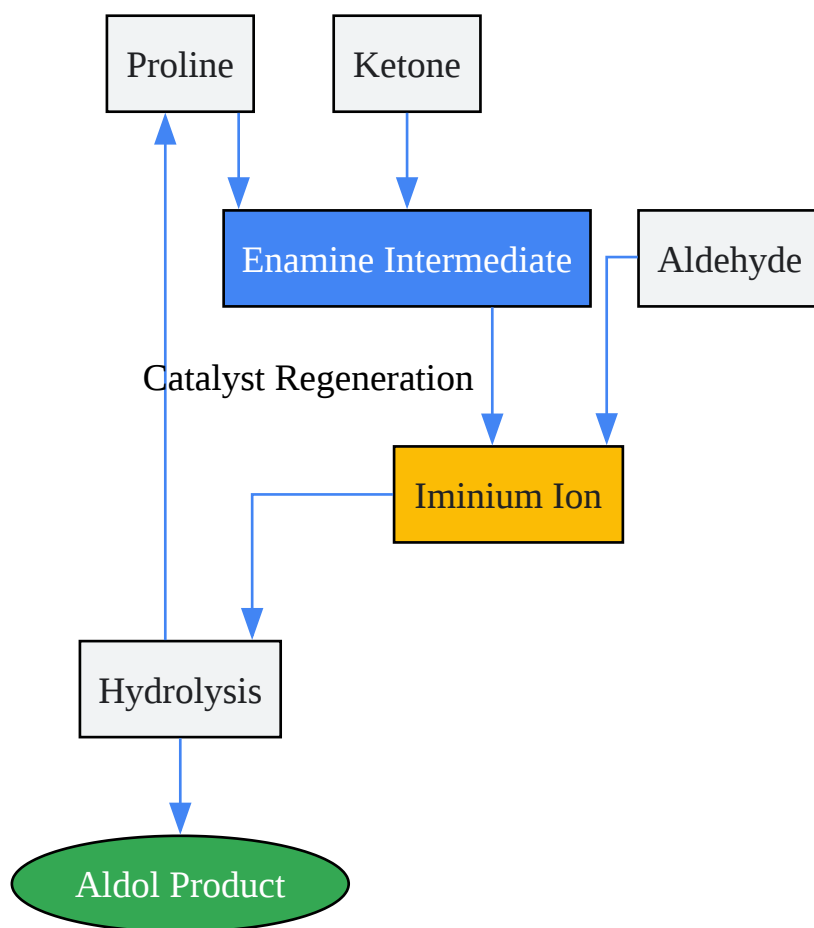 Proline
Ketone
Enamine Intermediate
Aldehyde
Catalyst Regeneration
Iminium Ion
Hydrolysis
Aldol Product